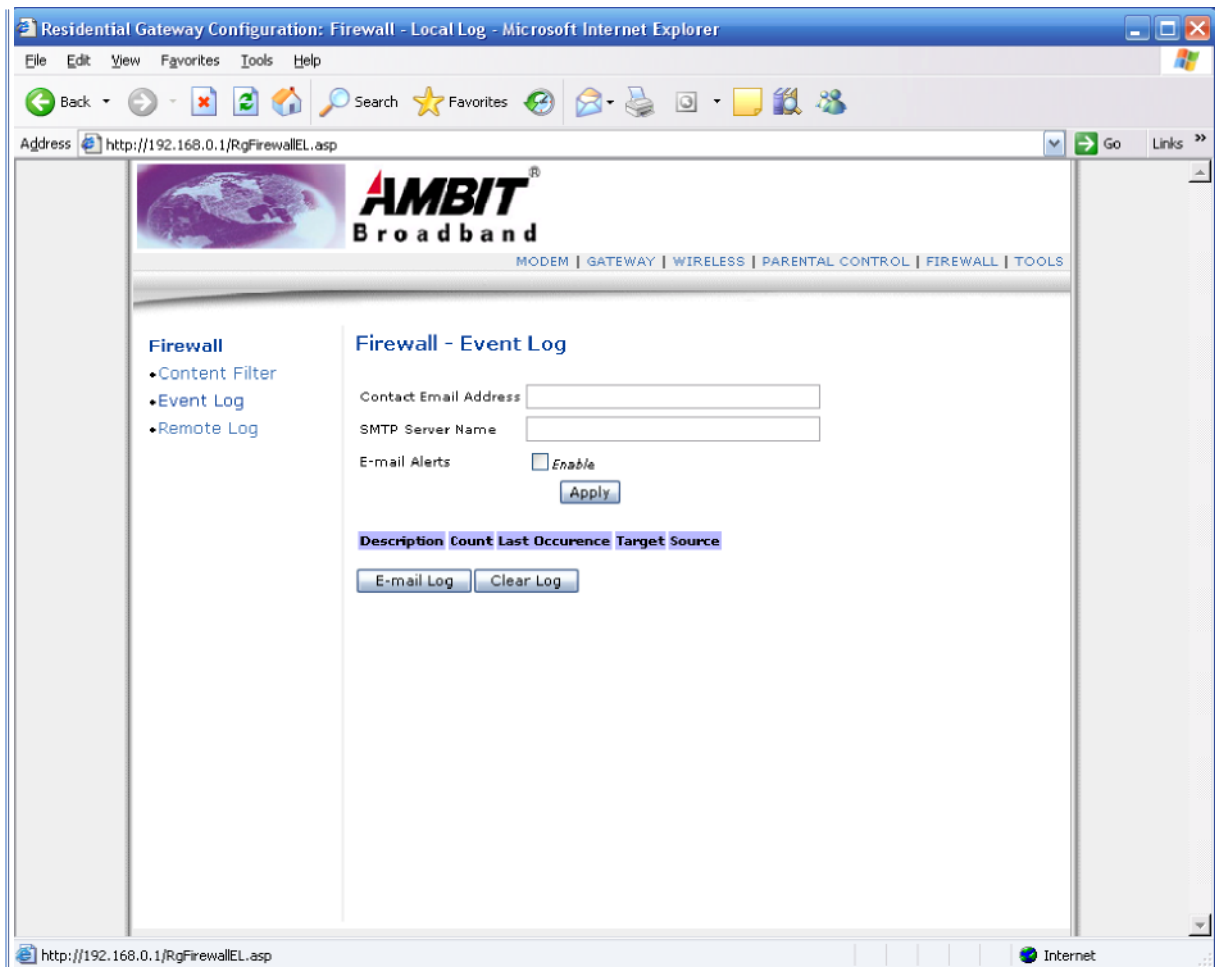 Residential Gateway Configuration: Firewall - Local Log - Microsoft Internet Explorer
File Edit View Favorites Tools Help
Back Search Favorites
Address http://192.168.0.1/RgFirewallEL.asp Go Links »
AMBIT®
Broadband
MODEM | GATEWAY | WIRELESS | PARENTAL CONTROL | FIREWALL | TOOLS
Firewall
Content Filter
Event Log
Remote Log
Firewall - Event Log
Contact Email Address
SMTP Server Name
E-mail Alerts Enable
Apply
Description Count Last Occurence Target Source
E-mail Log Clear Log
http://192.168.0.1/RgFirewallEL.asp Internet